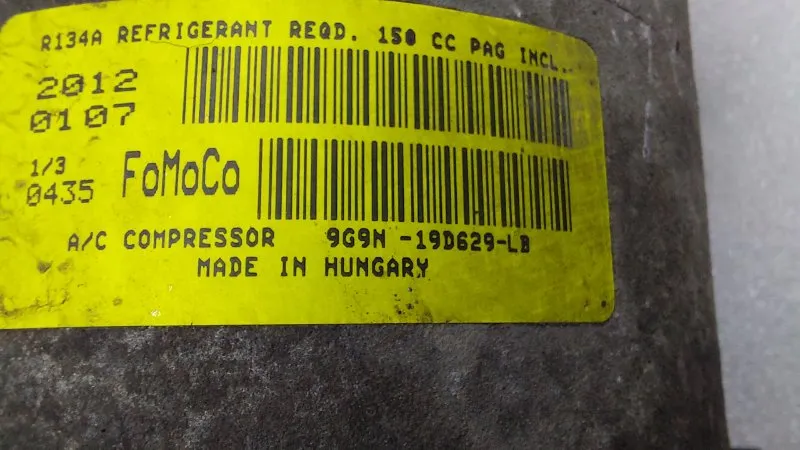 R134A REFRIGERANT REQD. 150 CC PAG INCL.
2012
0107
1/3
0435 FoMoCo
A/C COMPRESSOR 9G9N -19D629-LB
MADE IN HUNGARY